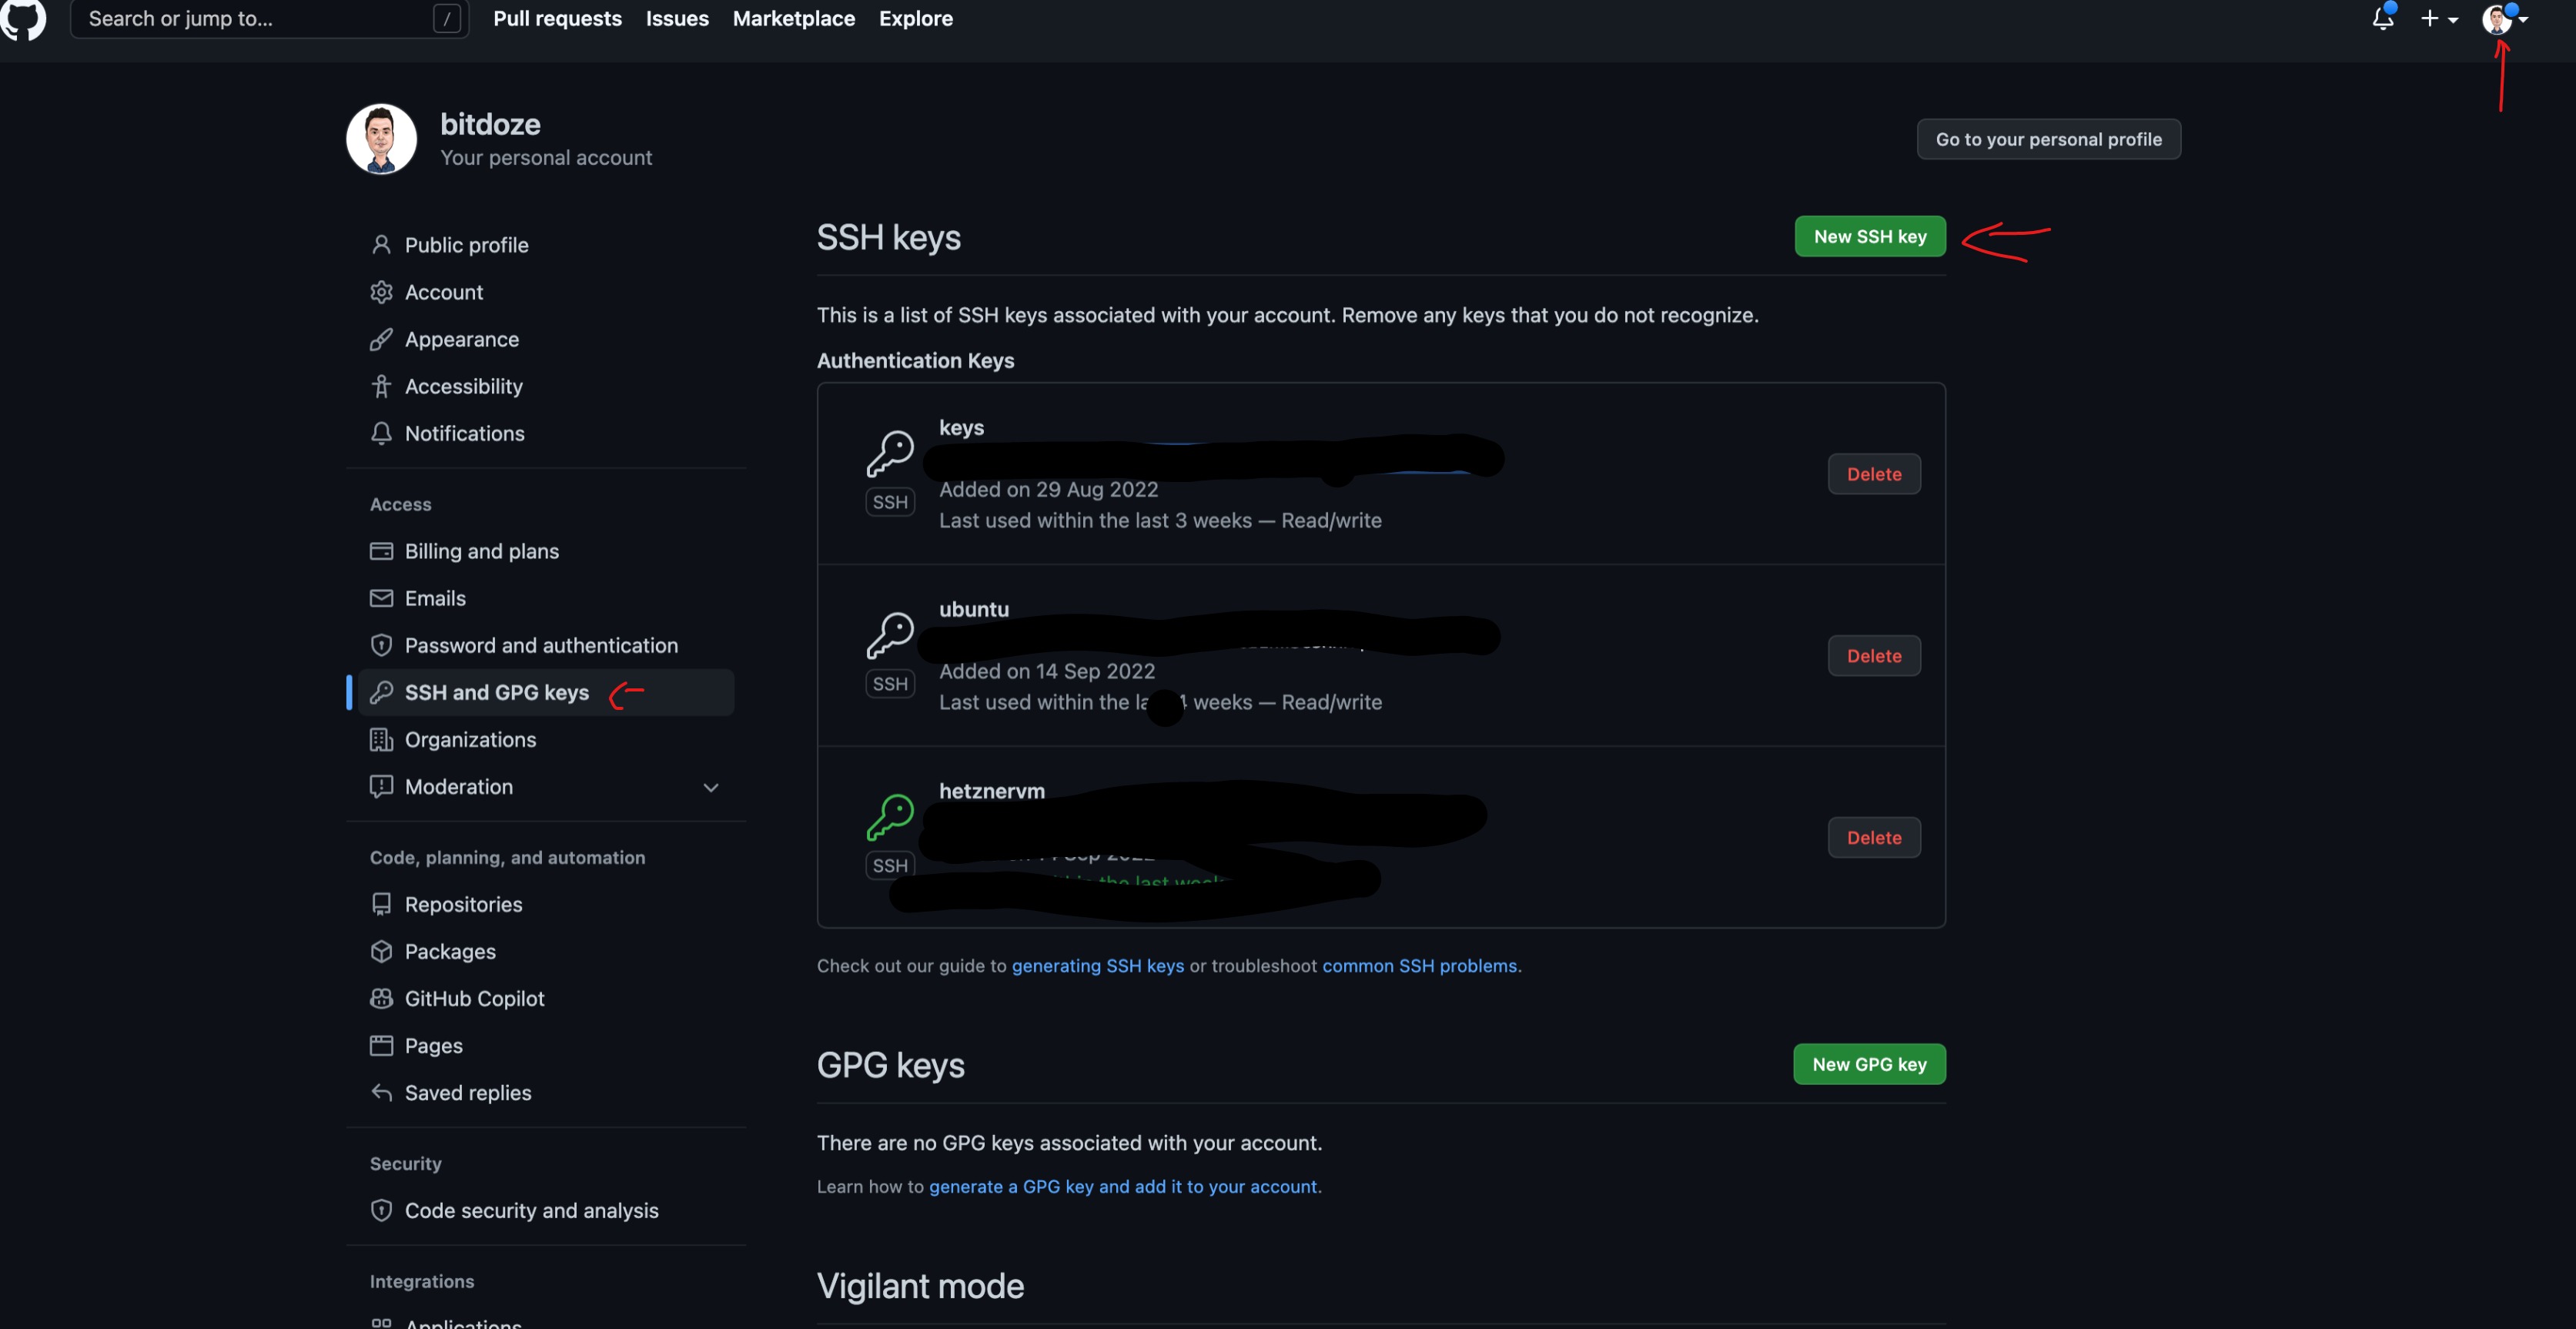 Search or jump to...
/
Pull requests
Issues
Marketplace
Explore
bitdoze
Your personal account
Go to your personal profile
Public profile
Account
Appearance
Accessibility
Notifications
Access
Billing and plans
Emails
Password and authentication
SSH and GPG keys
Organizations
Moderation
Code, planning, and automation
Repositories
Packages
GitHub Copilot
Pages
Saved replies
Security
Code security and analysis
Integrations
Applications
SSH keys
New SSH key
This is a list of SSH keys associated with your account. Remove any keys that you do not recognize.
Authentication Keys
keys
SSH
Added on 29 Aug 2022
Last used within the last 3 weeks — Read/write
Delete
ubuntu
SSH
Added on 14 Sep 2022
Last used within the weeks — Read/write
Delete
hetznervm
SSH
Sep 2022
the last week
Delete
Check out our guide to generating SSH keys or troubleshoot common SSH problems.
GPG keys
New GPG key
There are no GPG keys associated with your account.
Learn how to generate a GPG key and add it to your account.
Vigilant mode